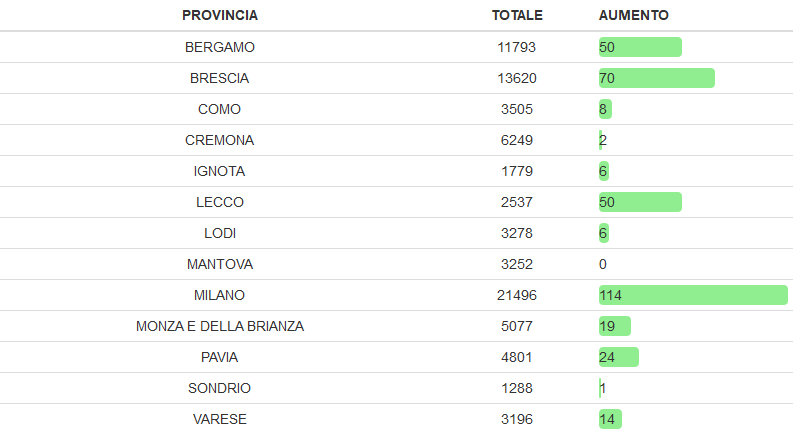 PROVINCIA TOTALE AUMENTO
BERGAMO 11793 50
BRESCIA 13620 70
COMO 3505 8
CREMONA 6249 2
IGNOTA 1779 6
LECCO 2537 50
LODI 3278 6
MANTOVA 3252 0
MILANO 21496 114
MONZA E DELLA BRIANZA 5077 19
PAVIA 4801 24
SONDRIO 1288 1
VARESE 3196 14